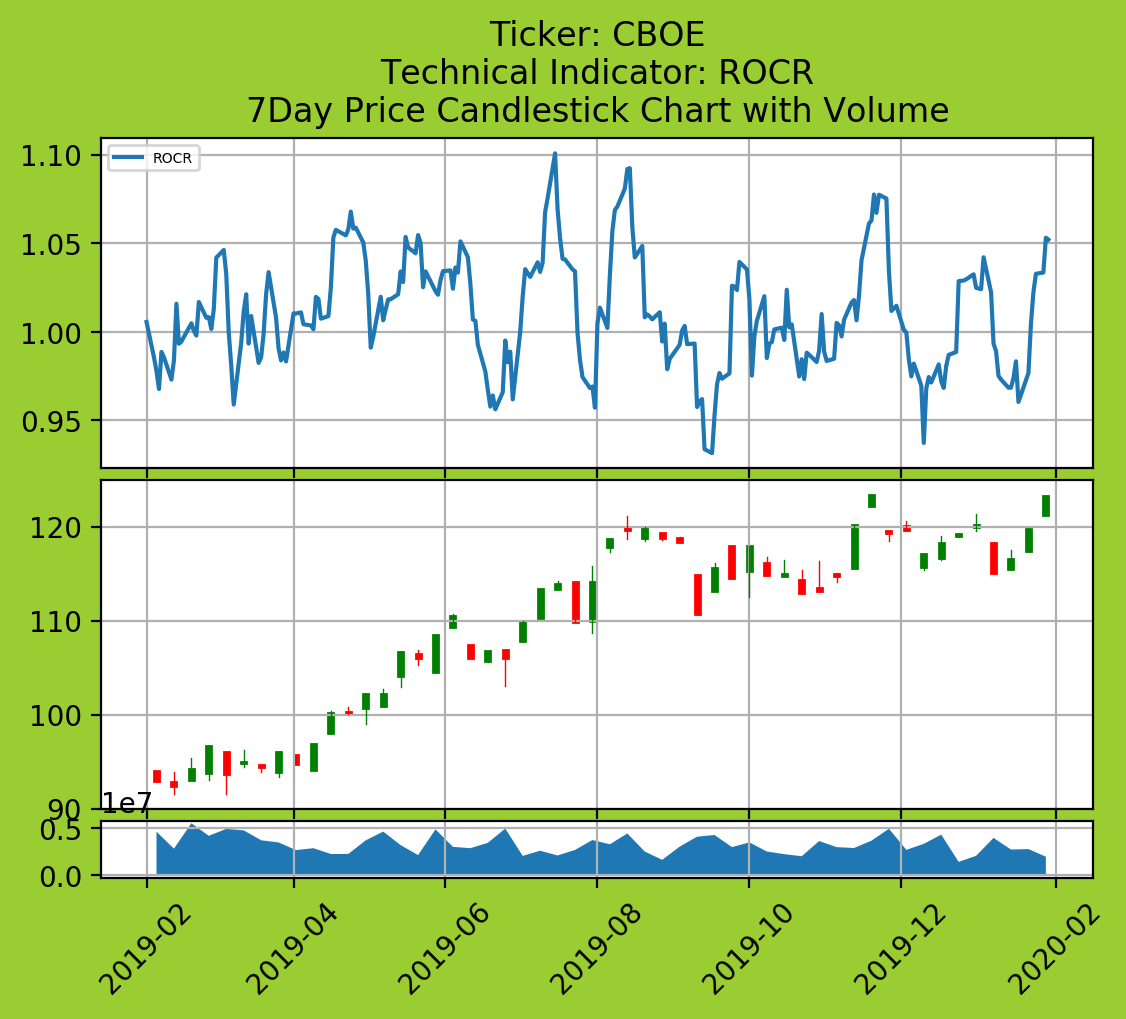 Ticker: CBOE
Technical Indicator: ROCR
7Day Price Candlestick Chart with Volume
1.10
ROCR
1.05
1.00
0.95
120
110
100
90
1e7
0.5
0.0
2019-02 2019-04 2019-06 2019-08 2019-10 2019-12 2020-02